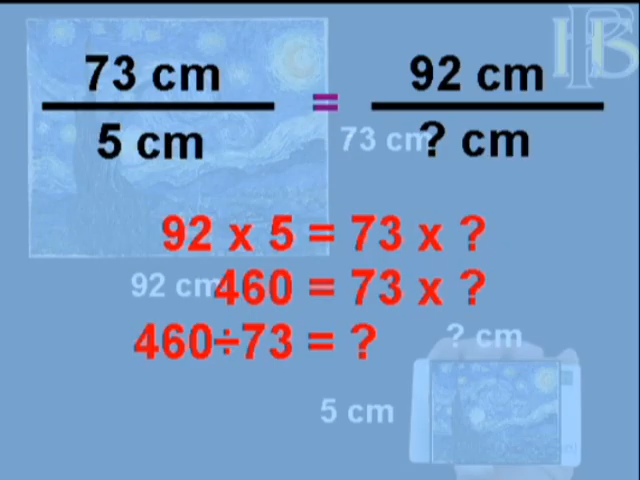 73 cm = 92 cm
5 cm ? cm
73 cm
92 x 5 = 73 x ?
92 cm
460 = 73 x ?
460÷73 = ?
? cm
5 cm